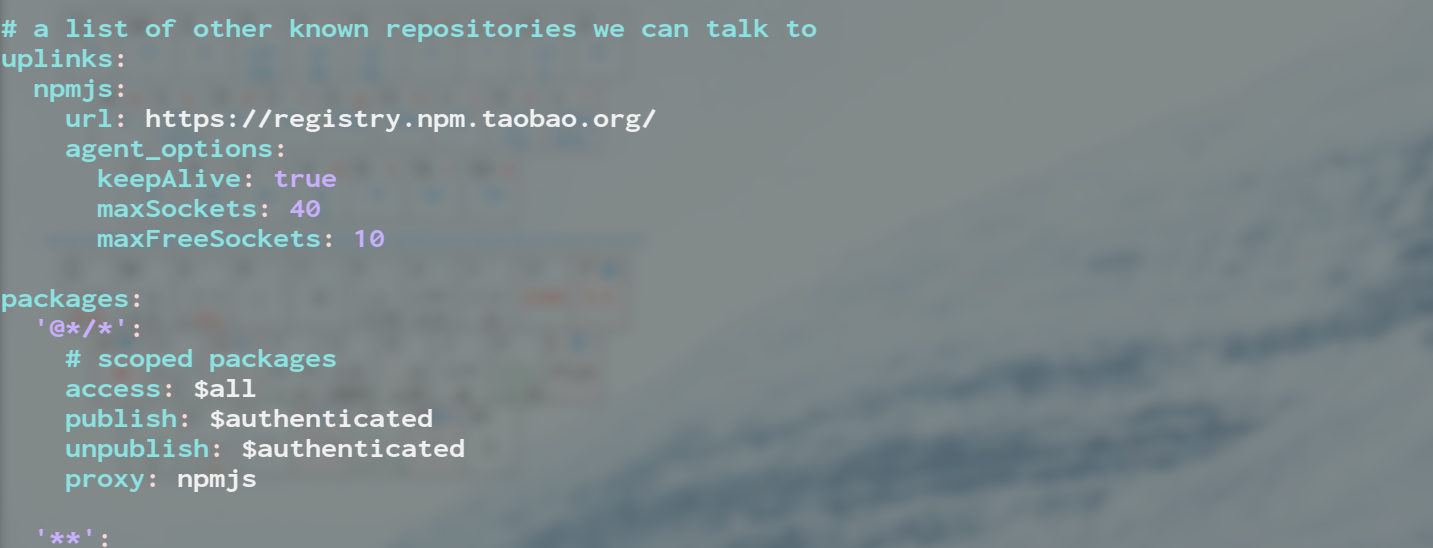 # a list of other known repositories we can talk to
uplinks:
  npmjs:
    url: https://registry.npm.taobao.org/
    agent_options:
      keepAlive: true
      maxSockets: 40
      maxFreeSockets: 10

packages:
  '@*/*':
    # scoped packages
    access: $all
    publish: $authenticated
    unpublish: $authenticated
    proxy: npmjs

  '**':